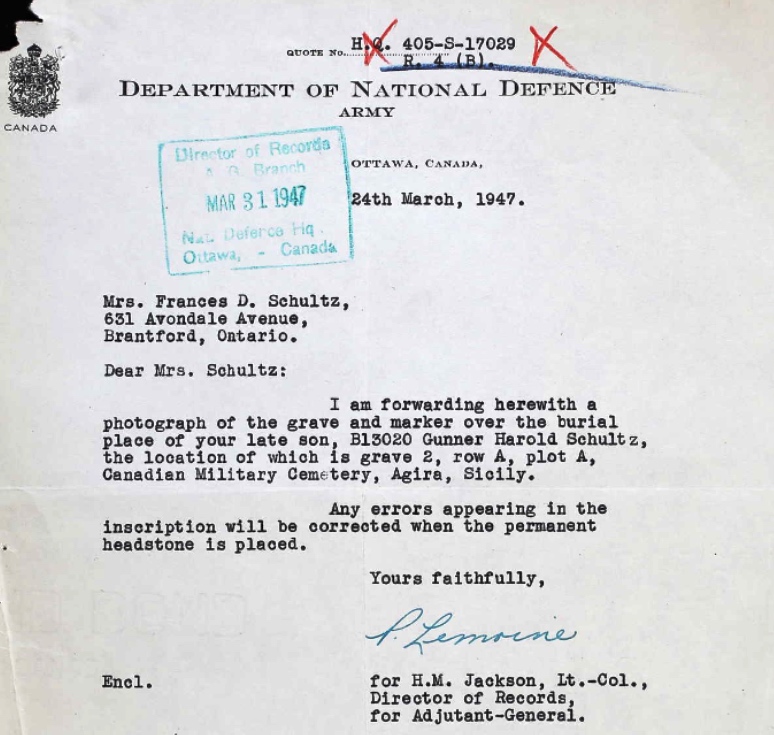 QUOTE No. H.Q. 405-S-17029
R. 4 (B).
DEPARTMENT OF NATIONAL DEFENCE
ARMY
CANADA
OTTAWA, CANADA,
24th March, 1947.
Director of Records
A. G. Branch
MAR 31 1947
Nat. Defence Hq.
Ottawa, - Canada
Mrs. Frances D. Schultz,
631 Avondale Avenue,
Brantford, Ontario.
Dear Mrs. Schultz:
I am forwarding herewith a
photograph of the grave and marker over the burial
place of your late son, B13020 Gunner Harold Schultz,
the location of which is grave 2, row A, plot A,
Canadian Military Cemetery, Agira, Sicily.
Any errors appearing in the
inscription will be corrected when the permanent
headstone is placed.
Yours faithfully,
P. Lemoine
Encl.
for H.M. Jackson, Lt.-Col.,
Director of Records,
for Adjutant-General.